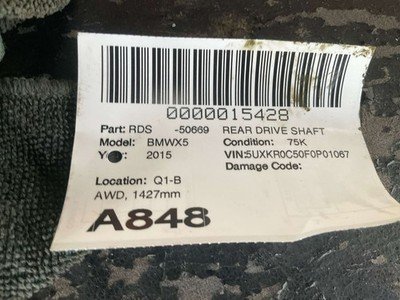 0000015428
Part: RDS -50669 REAR DRIVE SHAFT
Model: BMWX5 Condition: 75K
2015 VIN:5UXKR0C50F0P01067
Damage Code:
Location: Q1-B
AWD, 1427mm
A848